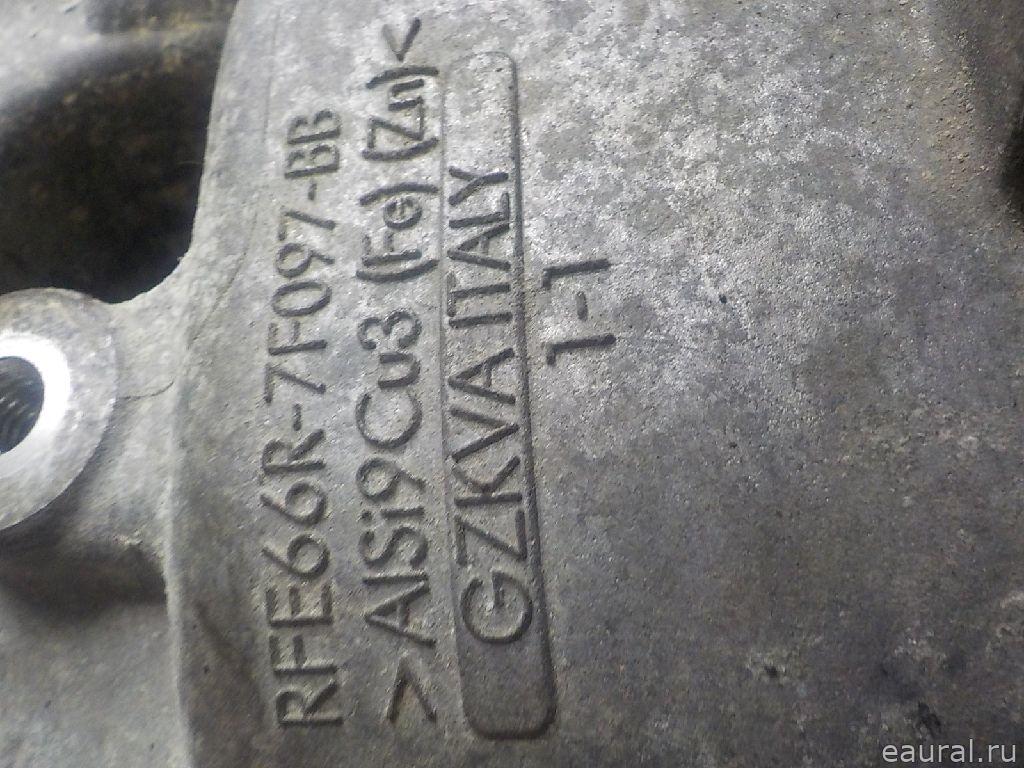 RFE66R-7F097-BB
>AlSi9Cu3 (Fe) (Zn)<
GZKVA ITALY
1-1
eaural.ru